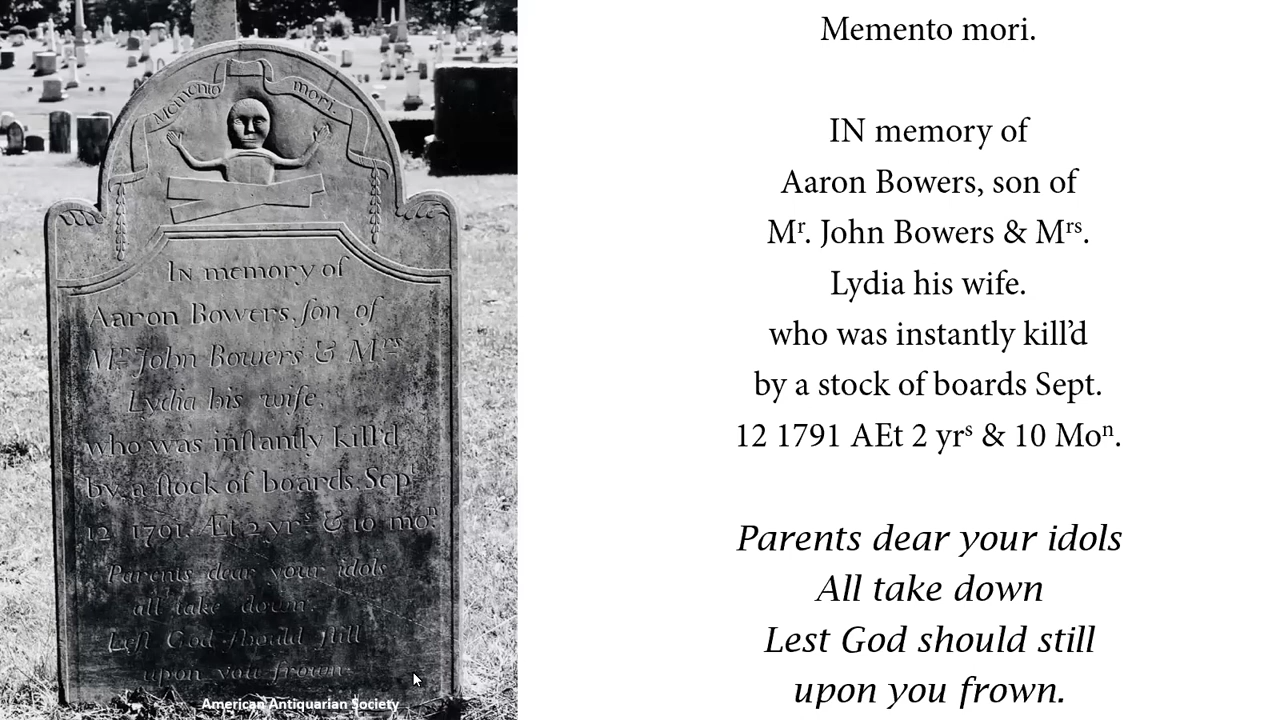 Memento mori.
In memory of
Aaron Bowers, ſon of
Mr. John Bowers & Mrs.
Lydia his wife.
who was inſtantly kill'd
by a ſtock of boards, Sept
12. 1791. Æt 2 yrs & 10 mon.
Parents dear your idols
all take down.
Leſt God ſhould ſtill
upon you frown.
American Antiquarian Society
Memento mori.
IN memory of
Aaron Bowers, son of
Mʳ. John Bowers & Mʳˢ.
Lydia his wife.
who was instantly kill’d
by a stock of boards Sept.
12 1791 AEt 2 yrˢ & 10 Moⁿ.
Parents dear your idols
All take down
Lest God should still
upon you frown.